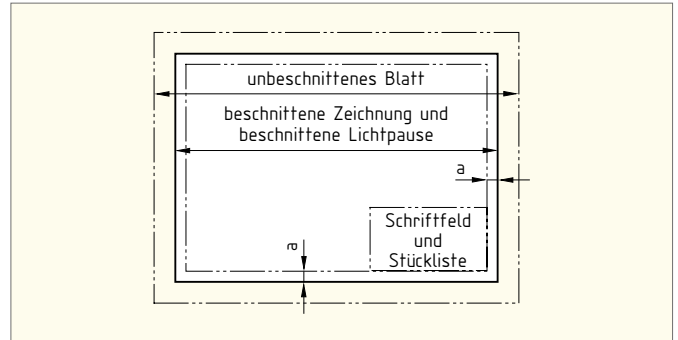 unbeschnittenes Blatt
beschnittene Zeichnung und
beschnittene Lichtpause
a
Schriftfeld
und
Stückliste
a